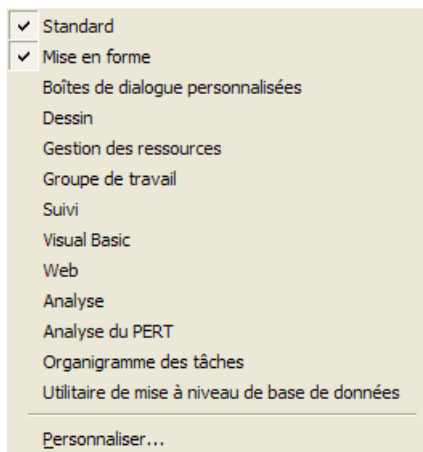 Standard
Mise en forme
Boîtes de dialogue personnalisées
Dessin
Gestion des ressources
Groupe de travail
Suivi
Visual Basic
Web
Analyse
Analyse du PERT
Organigramme des tâches
Utilitaire de mise à niveau de base de données
Personnaliser...